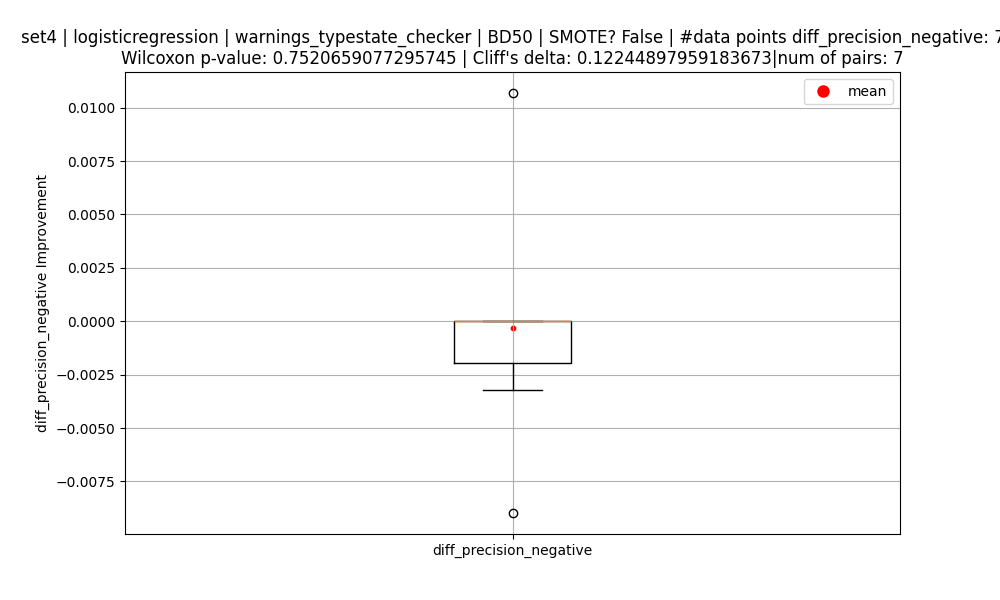 set4 | logisticregression | warnings_typestate_checker | BD50 | SMOTE? False | #data points diff_precision_negative: 7
Wilcoxon p-value: 0.7520659077295745 | Cliff's delta: 0.12244897959183673|num of pairs: 7
mean
0.0100
0.0075
0.0050
0.0025
0.0000
−0.0025
−0.0050
−0.0075
diff_precision_negative Improvement
diff_precision_negative